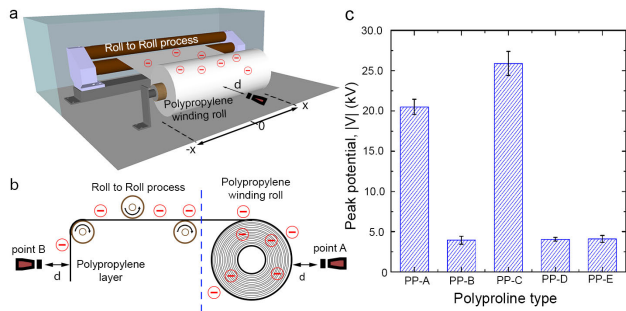 a
Roll to Roll process
Polypropylene
winding roll
d
x
0
-x
b
Roll to Roll process
Polypropylene
winding roll
point B
d
Polypropylene
layer
point A
d
c
Peak potential, |V| (kV)
30.0
25.0
20.0
15.0
10.0
5.0
0
PP-A
PP-B
PP-C
PP-D
PP-E
Polyproline type